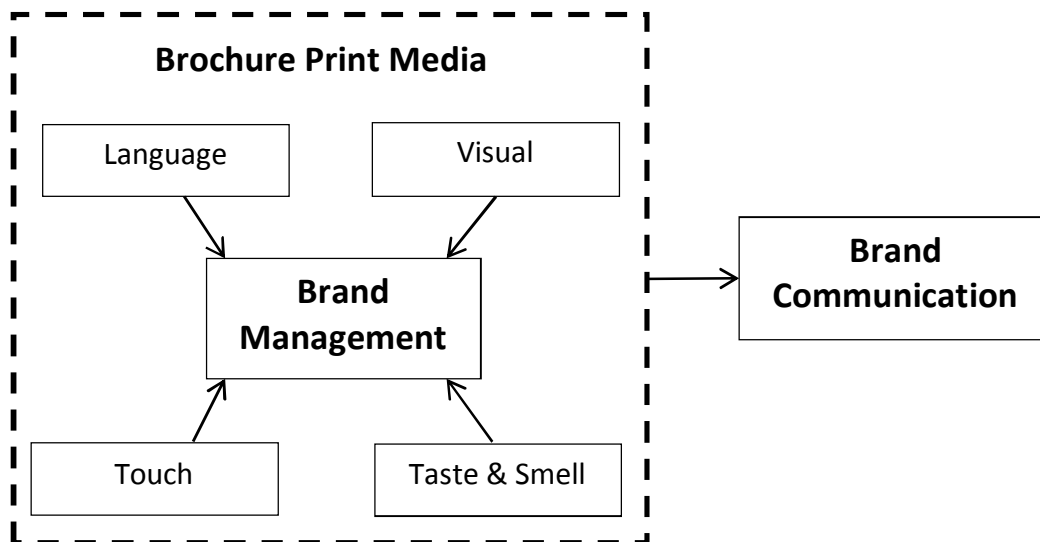 Brochure Print Media
Language
Visual
Brand
Management
Touch
Taste & Smell
Brand
Communication